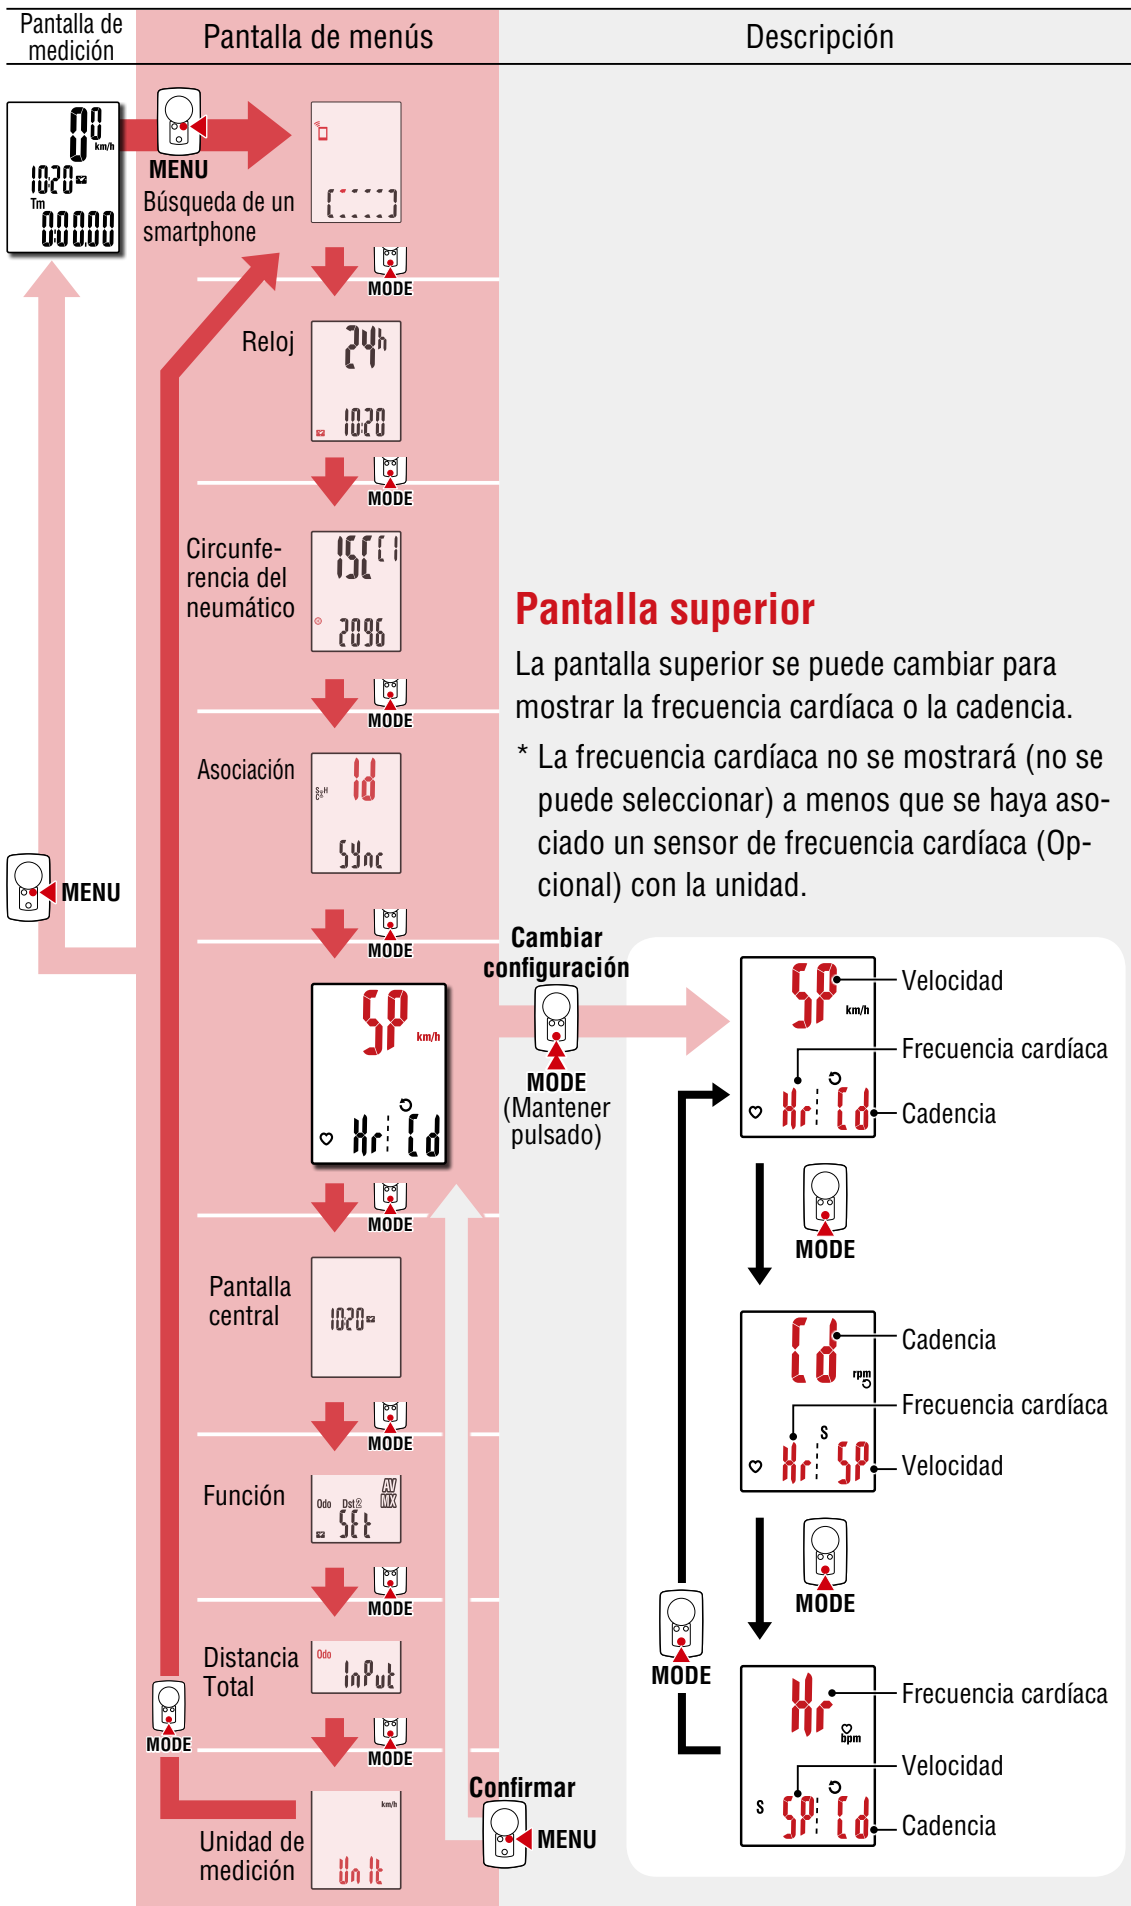 Pantalla de
medición
Pantalla de menús
Descripción
0 0
km/h
10:20
Tm
0:00.00
MENU
Búsqueda de un
smartphone
MODE
Reloj
24h
10:20
MODE
Circunfe-
rencia del
neumático
ISC C1
2096
MODE
Pantalla superior
La pantalla superior se puede cambiar para
mostrar la frecuencia cardíaca o la cadencia.
* La frecuencia cardíaca no se mostrará (no se
puede seleccionar) a menos que se haya aso-
ciado un sensor de frecuencia cardíaca (Op-
cional) con la unidad.
Asociación
Id
SYnc
MENU
MODE
Cambiar
configuración
MODE
(Mantener
pulsado)
SP
km/h
Hr Cd
SP
km/h
Hr Cd
Velocidad
Frecuencia cardíaca
Cadencia
MODE
MODE
Pantalla
central
10:20
MODE
Cd
rpm
S
Hr SP
Cadencia
Frecuencia cardíaca
Velocidad
Función
AV
MX
Odo Dst2
SEt
MODE
MODE
Distancia
Total
Odo
InPut
MODE
MODE
MODE
Hr
bpm
S
SP Cd
Frecuencia cardíaca
Velocidad
Cadencia
Confirmar
MENU
Unidad de
medición
km/h
UnIt